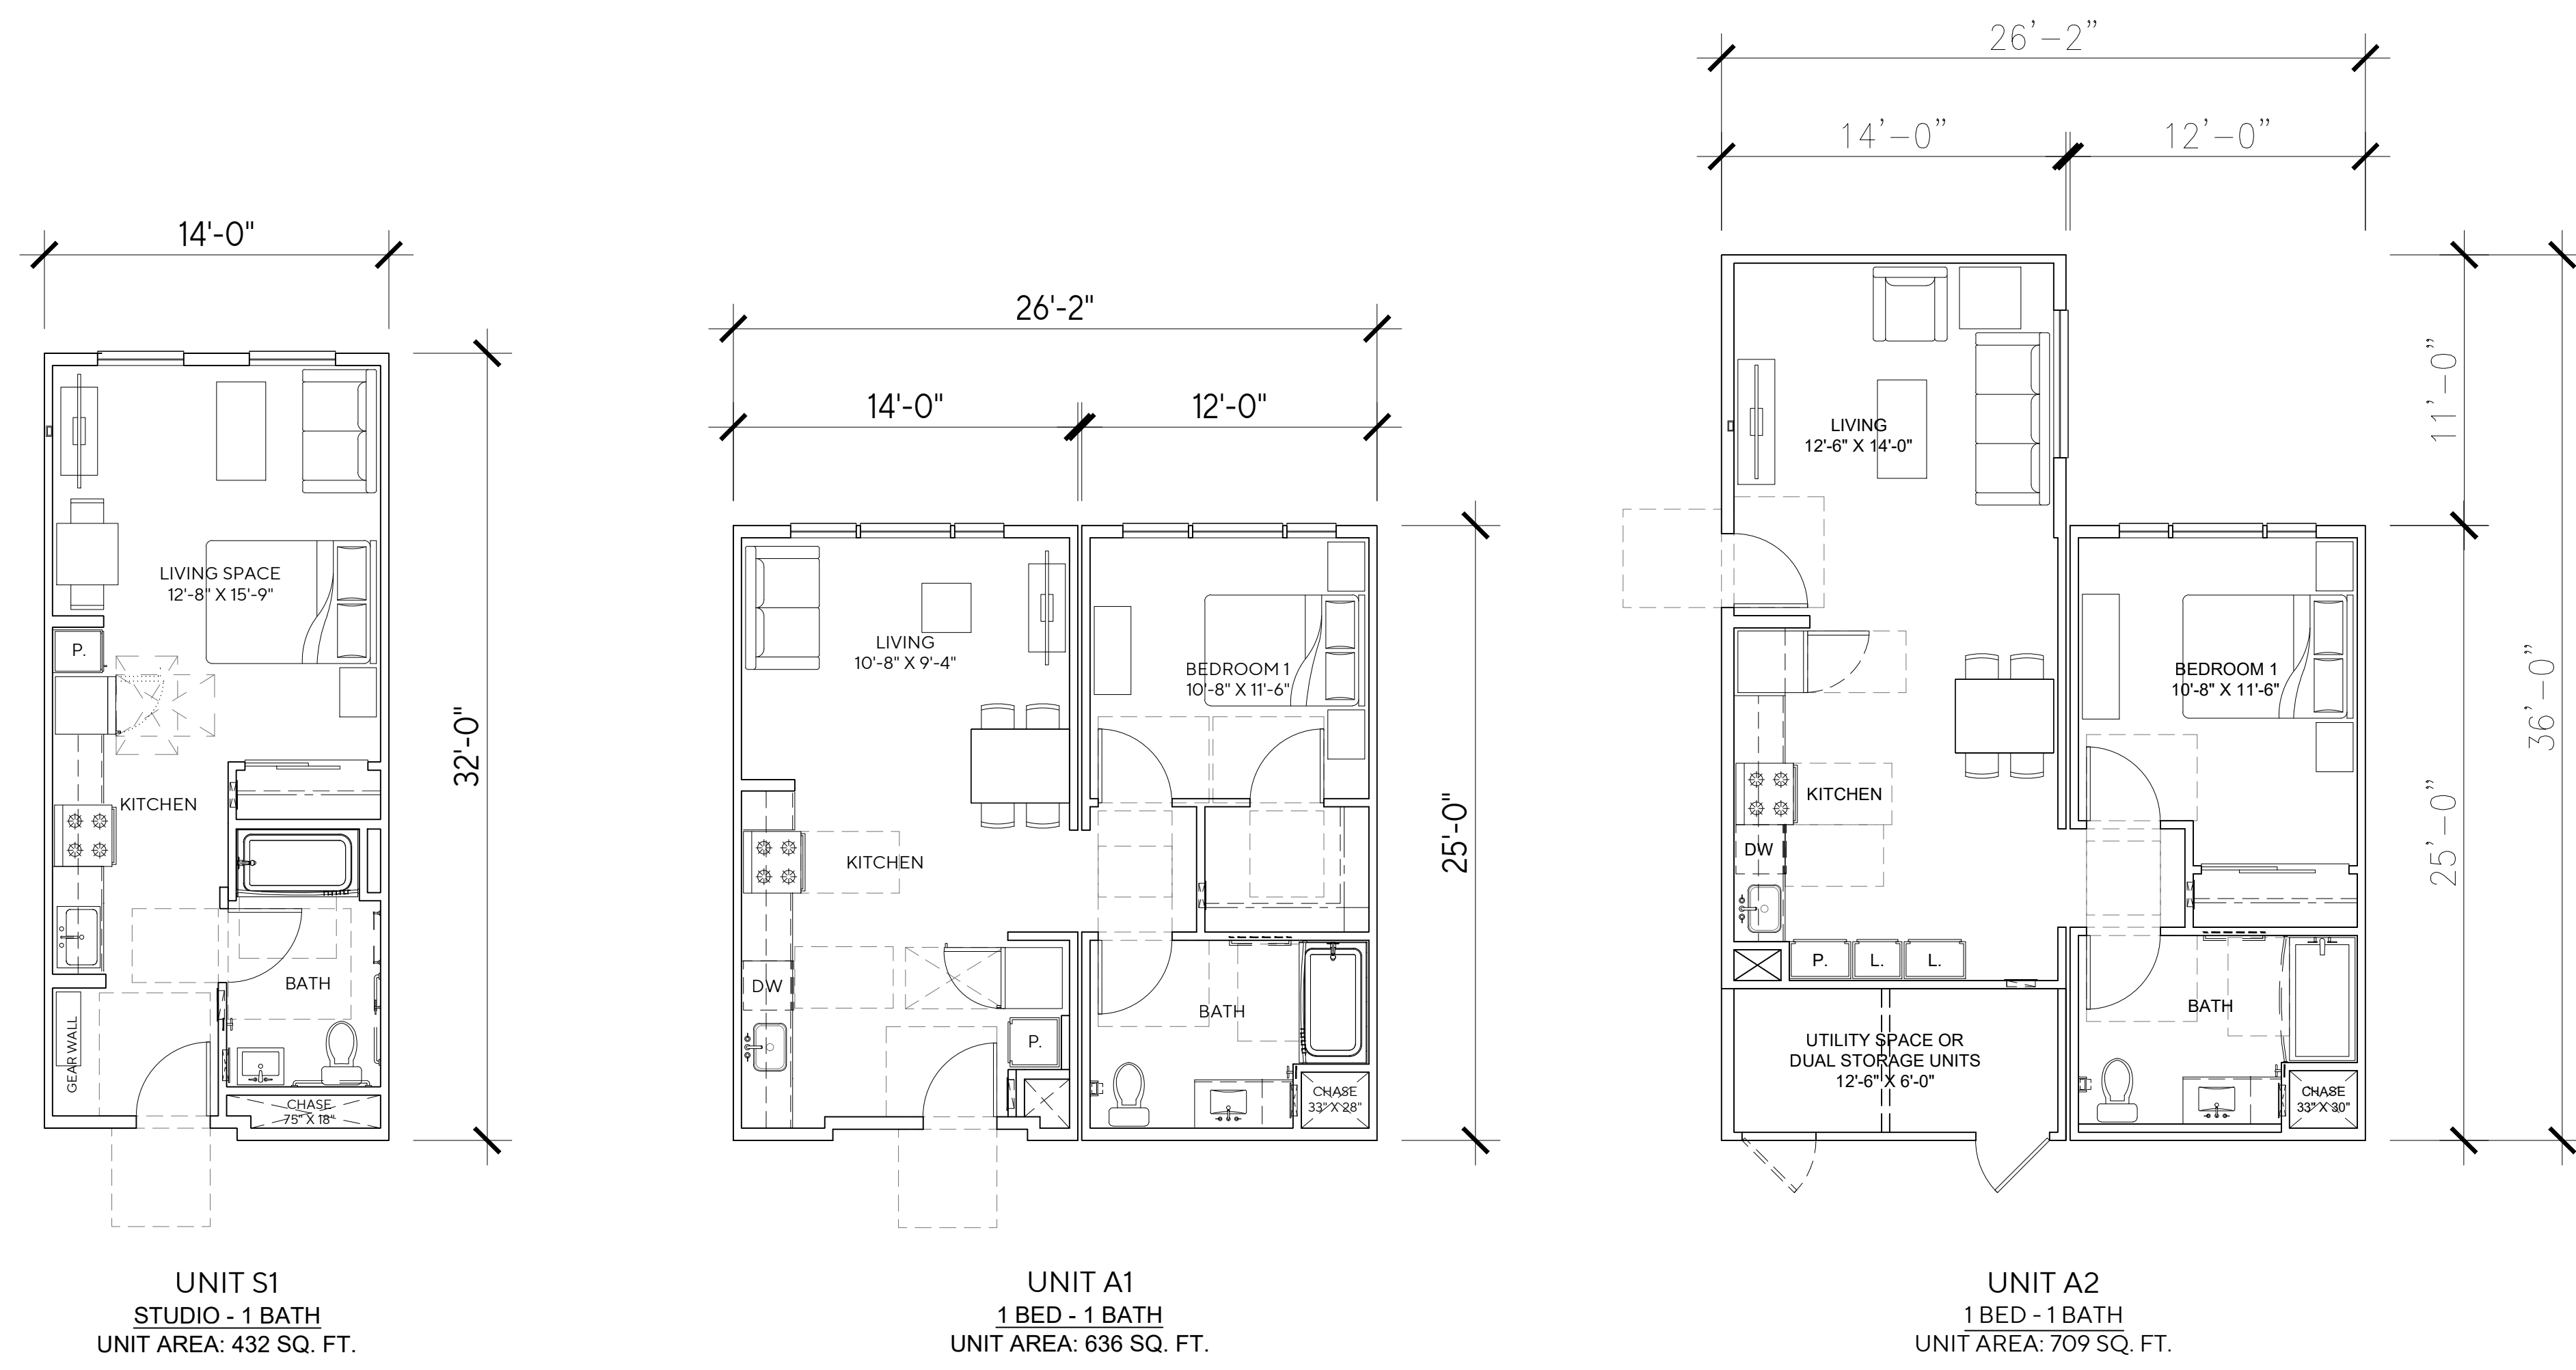 14'-0"
32'-0"
LIVING SPACE
12'-8" X 15'-9"
P.
KITCHEN
BATH
GEAR WALL
CHASE
75" X 18"
UNIT S1
STUDIO - 1 BATH
UNIT AREA: 432 SQ. FT.
26'-2"
14'-0"
12'-0"
25'-0"
LIVING
10'-8" X 9'-4"
BEDROOM 1
10'-8" X 11'-6"
KITCHEN
DW
P.
BATH
CHASE
33" X 28"
UNIT A1
1 BED - 1 BATH
UNIT AREA: 636 SQ. FT.
26'-2"
14'-0"
12'-0"
11'-0"
36'-0"
25'-0"
LIVING
12'-6" X 14'-0"
BEDROOM 1
10'-8" X 11'-6"
KITCHEN
DW
P.
L.
L.
BATH
UTILITY SPACE OR
DUAL STORAGE UNITS
12'-6" X 6'-0"
CHASE
33" X 30"
UNIT A2
1 BED - 1 BATH
UNIT AREA: 709 SQ. FT.